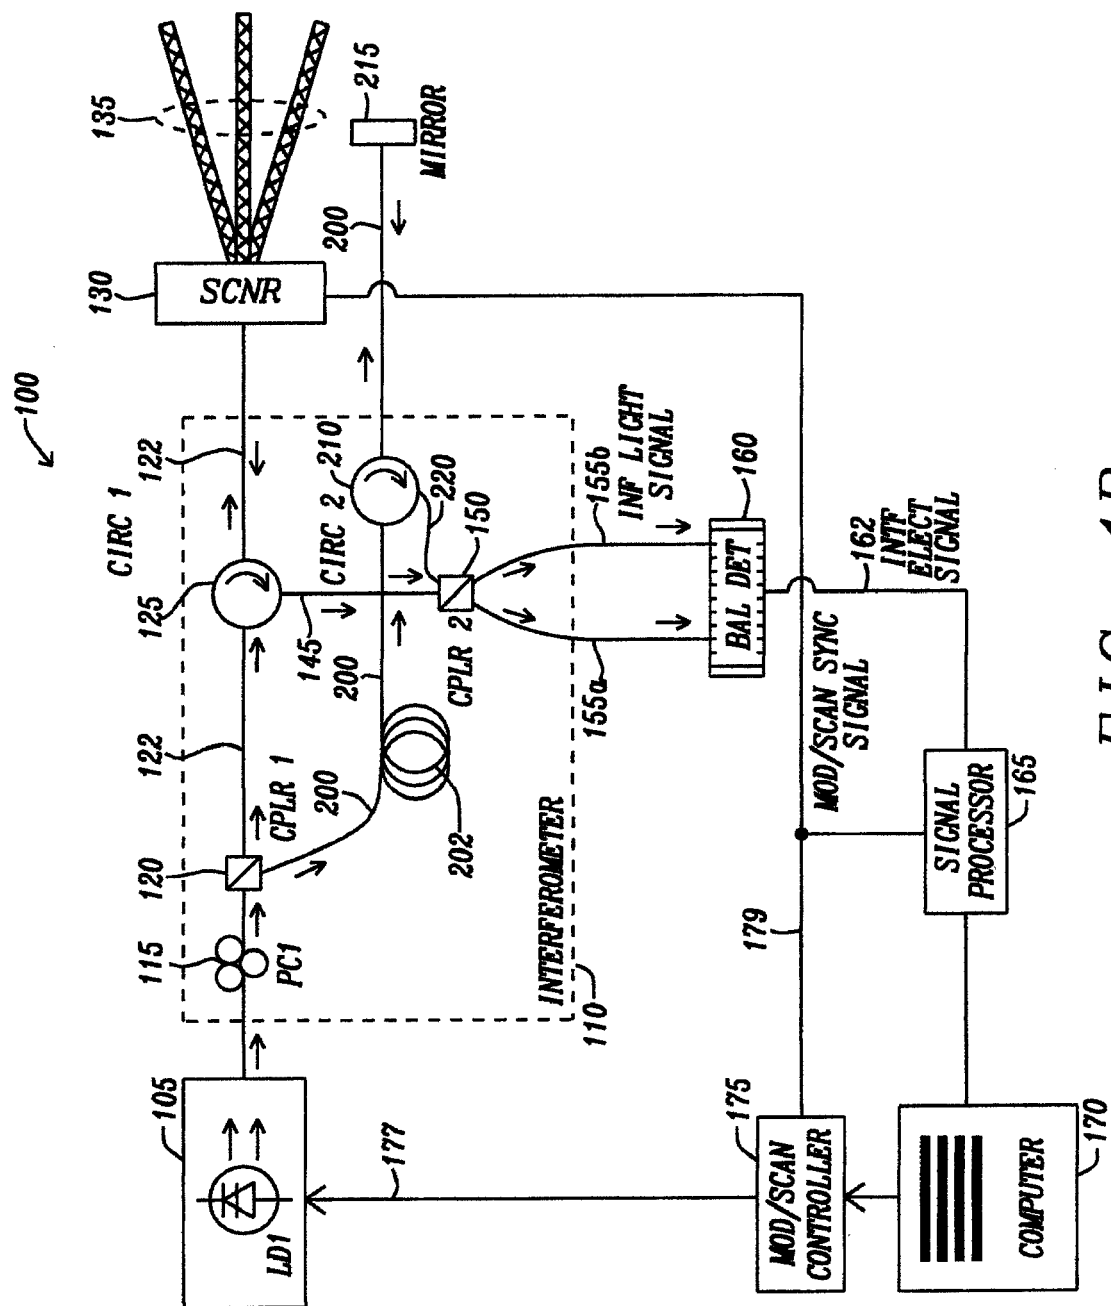 100
135
130
SCNR
215
MIRROR
200
122
CIRC 1
125
210
CIRC 2
220
145
150
CPLR 2
200
122
CPLR 1
120
200
202
115
PC1
INTERFEROMETER
110
155b
INF LIGHT
SIGNAL
155a
160
BAL DET
162
INTF
ELECT
SIGNAL
MOD/SCAN SYNC
SIGNAL
179
SIGNAL
PROCESSOR
165
105
LD1
177
175
MOD/SCAN
CONTROLLER
COMPUTER
170